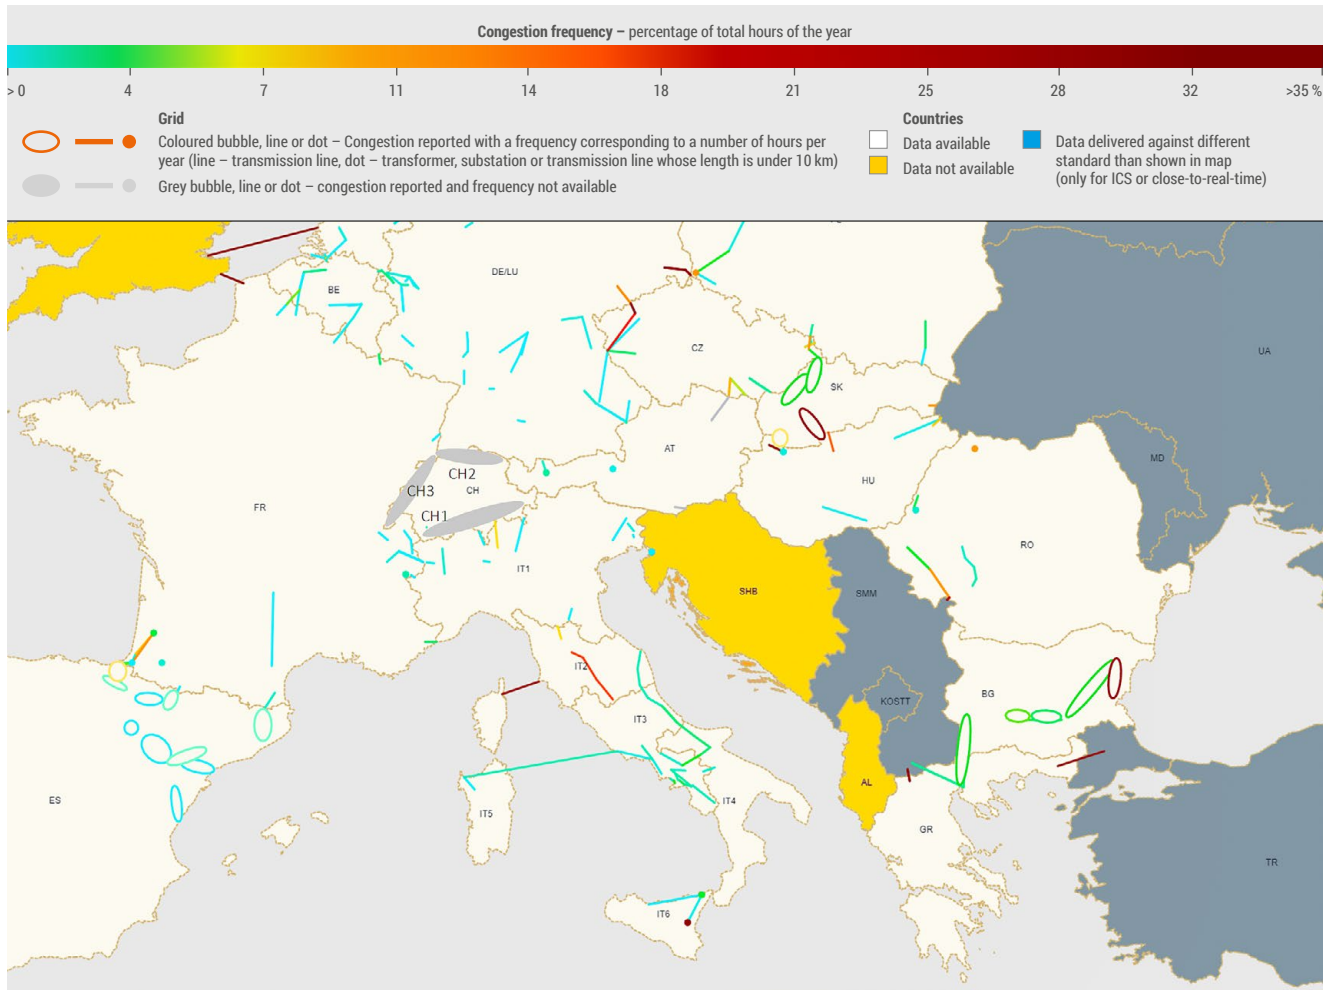 Congestion frequency – percentage of total hours of the year
> 0 4 7 11 14 18 21 25 28 32 >35 %
Grid
Coloured bubble, line or dot – Congestion reported with a frequency corresponding to a number of hours per
year (line – transmission line, dot – transformer, substation or transmission line whose length is under 10 km)
Grey bubble, line or dot – congestion reported and frequency not available
Countries
Data available
Data not available
Data delivered against different
standard than shown in map
(only for ICS or close-to-real-time)
DE/LU
BE
CZ
UA
SK
AT
MD
CH2
CH3
CH
HU
FR
CH1
RO
IT1
SHB
SMM
IT2
BG
KOSTT
IT3
AL
ES
IT5
IT4
GR
TR
IT6